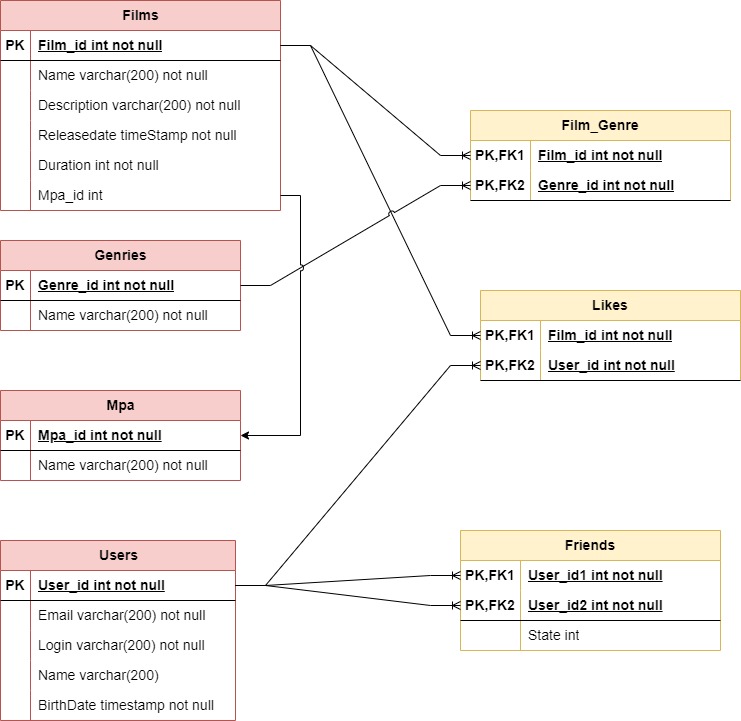 Films
PK Film_id int not null
Name varchar(200) not null
Description varchar(200) not null
Releasedate timeStamp not null
Duration int not null
Mpa_id int
Genries
PK Genre_id int not null
Name varchar(200) not null
Mpa
PK Mpa_id int not null
Name varchar(200) not null
Users
PK User_id int not null
Email varchar(200) not null
Login varchar(200) not null
Name varchar(200)
BirthDate timestamp not null
Film_Genre
PK,FK1 Film_id int not null
PK,FK2 Genre_id int not null
Likes
PK,FK1 Film_id int not null
PK,FK2 User_id int not null
Friends
PK,FK1 User_id1 int not null
PK,FK2 User_id2 int not null
State int